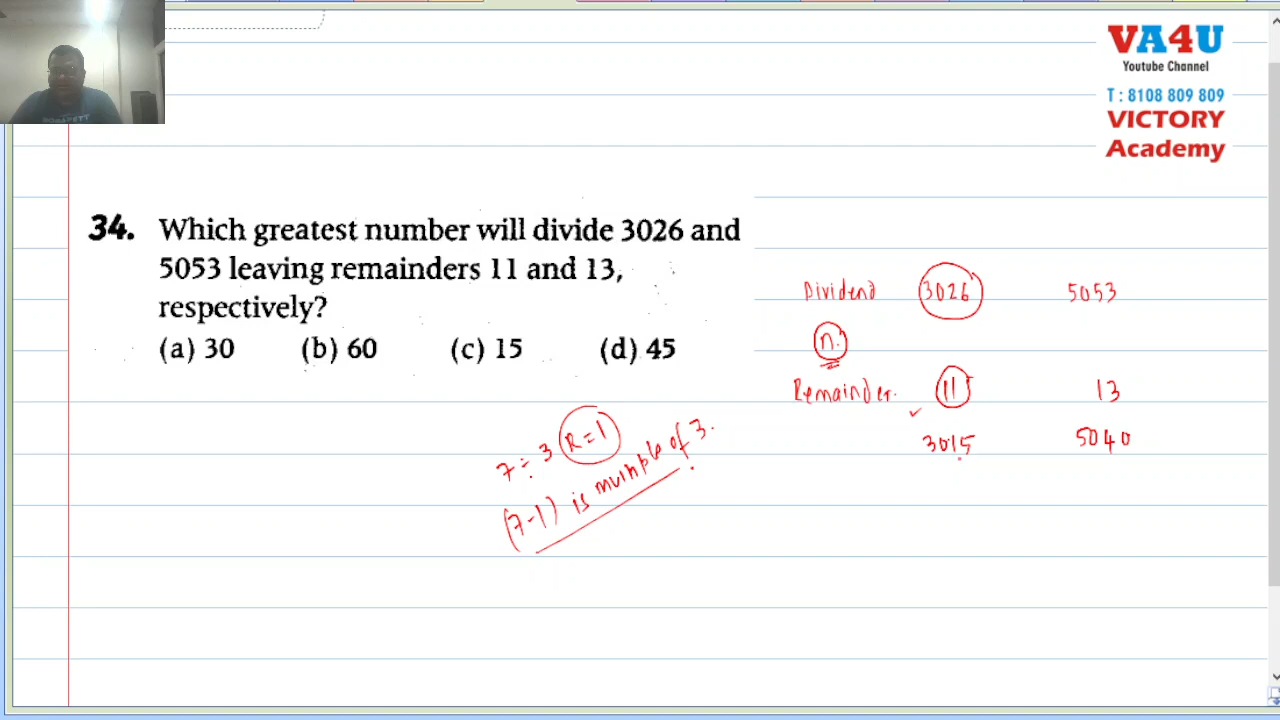 VA4U
Youtube Channel
T : 8108 809 809
VICTORY
Academy
34. Which greatest number will divide 3026 and
5053 leaving remainders 11 and 13,
respectively?
(a) 30 (b) 60 (c) 15 (d) 45
Dividend 3026 5053
n.
Remainder. 11 13
3015 5040
7 ÷ 3 R = 1
(7-1) is multiple of 3.